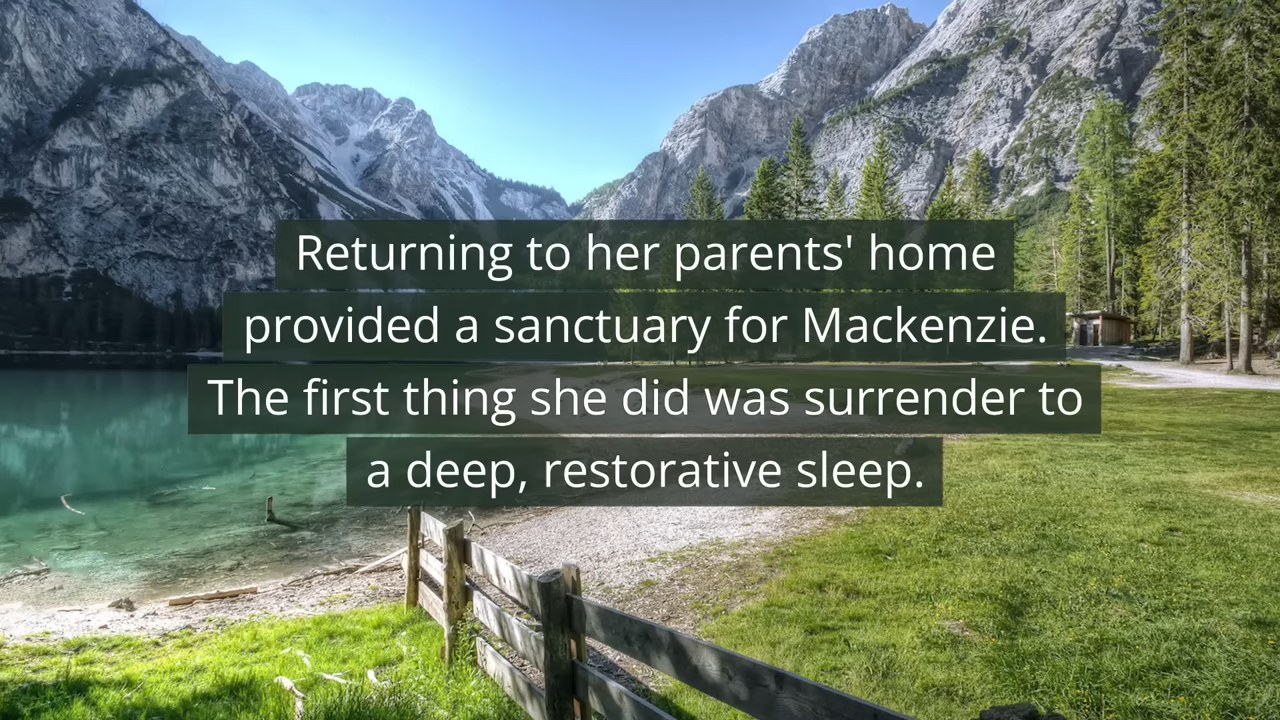 Returning to her parents' home
provided a sanctuary for Mackenzie.
The first thing she did was surrender to
a deep, restorative sleep.